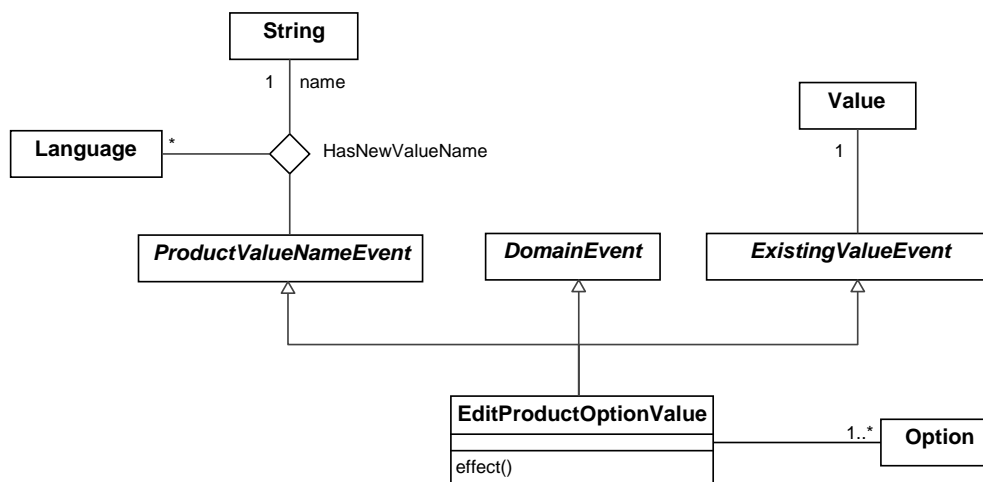 String
1 name
Value
Language
*
HasNewValueName
1
ProductValueNameEvent
DomainEvent
ExistingValueEvent
EditProductOptionValue
1..*
Option
effect()